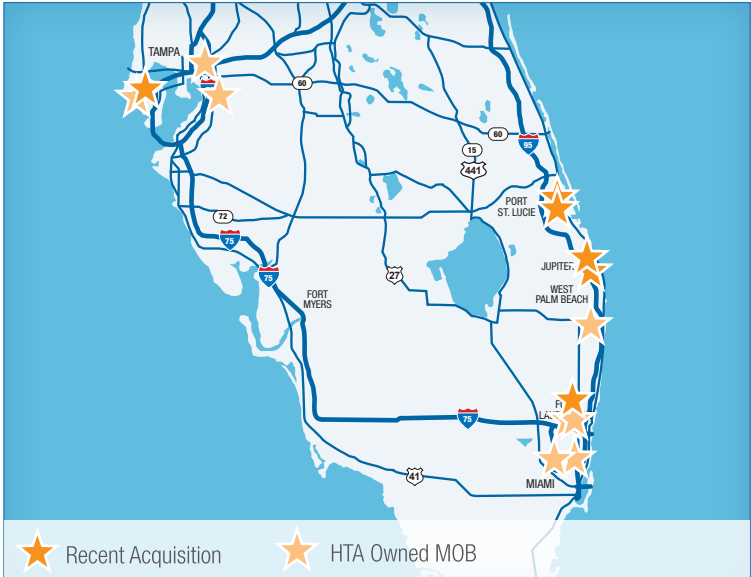 TAMPA
60
60
95
15
441
PORT
ST. LUCIE
72
75
75
27
JUPITER
WEST
PALM BEACH
FORT
MYERS
75
41
MIAMI
Recent Acquisition
HTA Owned MOB